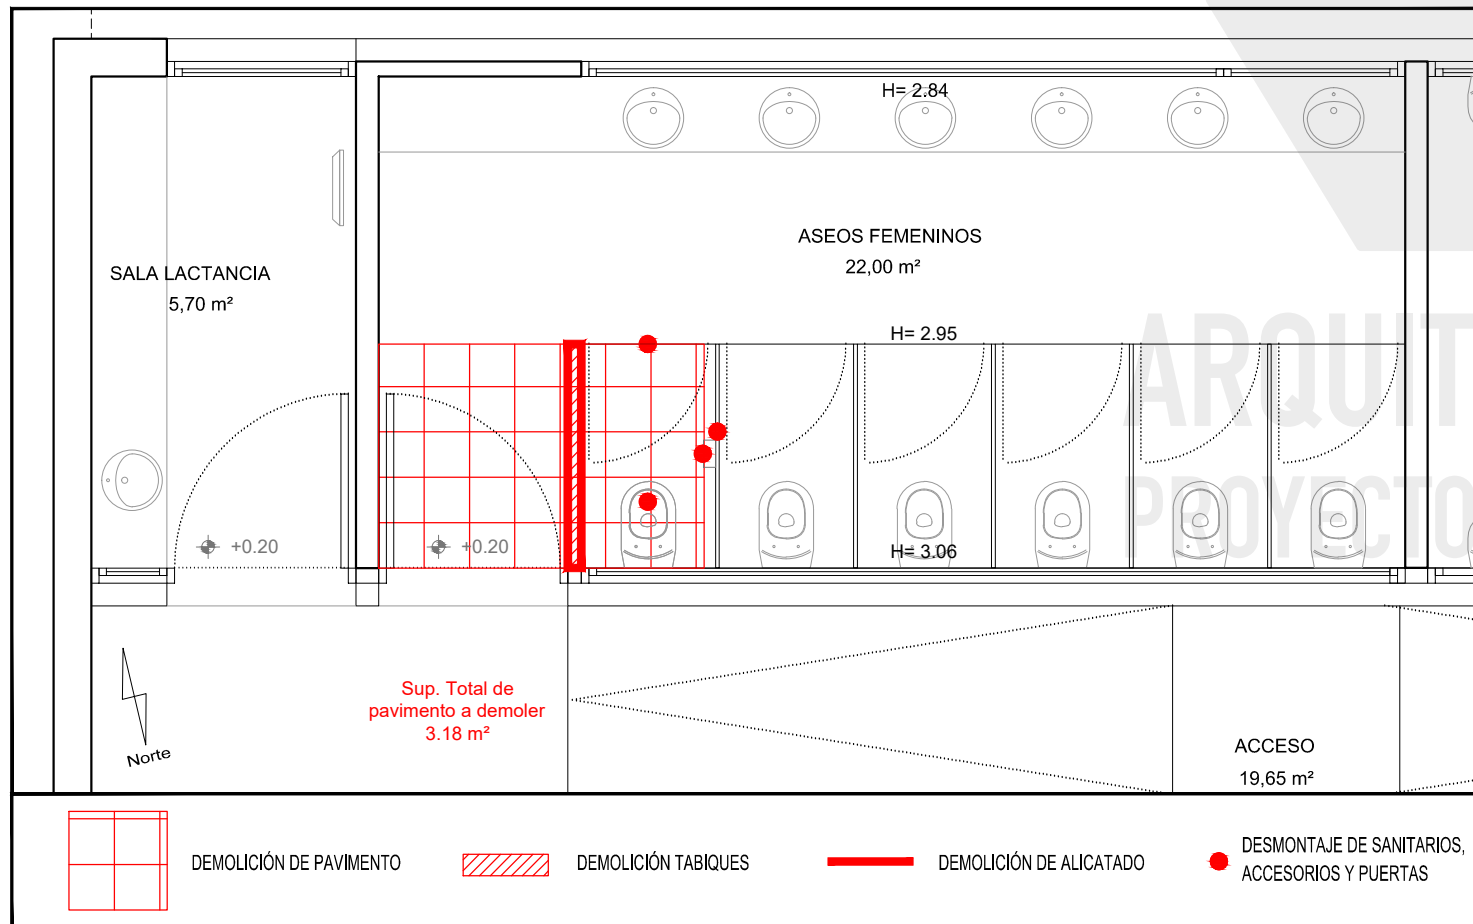 H= 2.84
ASEOS FEMENINOS
22,00 m²
SALA LACTANCIA
5,70 m²
H= 2.95
ARQUIT
PROYECTO
+0.20
+0.20
H= 3.06
Sup. Total de
pavimento a demoler
3.18 m²
Norte
ACCESO
19,65 m²
DEMOLICIÓN DE PAVIMENTO
DEMOLICIÓN TABIQUES
DEMOLICIÓN DE ALICATADO
DESMONTAJE DE SANITARIOS,
ACCESORIOS Y PUERTAS